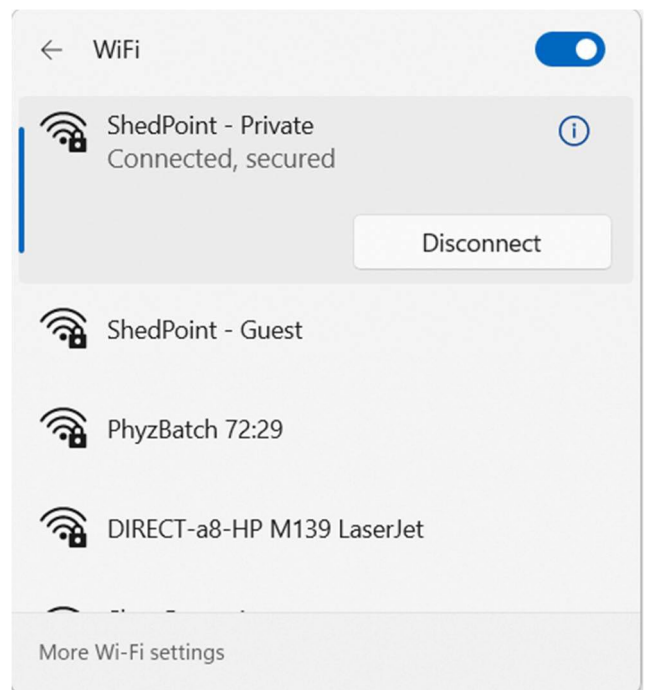 WiFi
ShedPoint - Private
Connected, secured
Disconnect
ShedPoint - Guest
PhyzBatch 72:29
DIRECT-a8-HP M139 LaserJet
More Wi-Fi settings